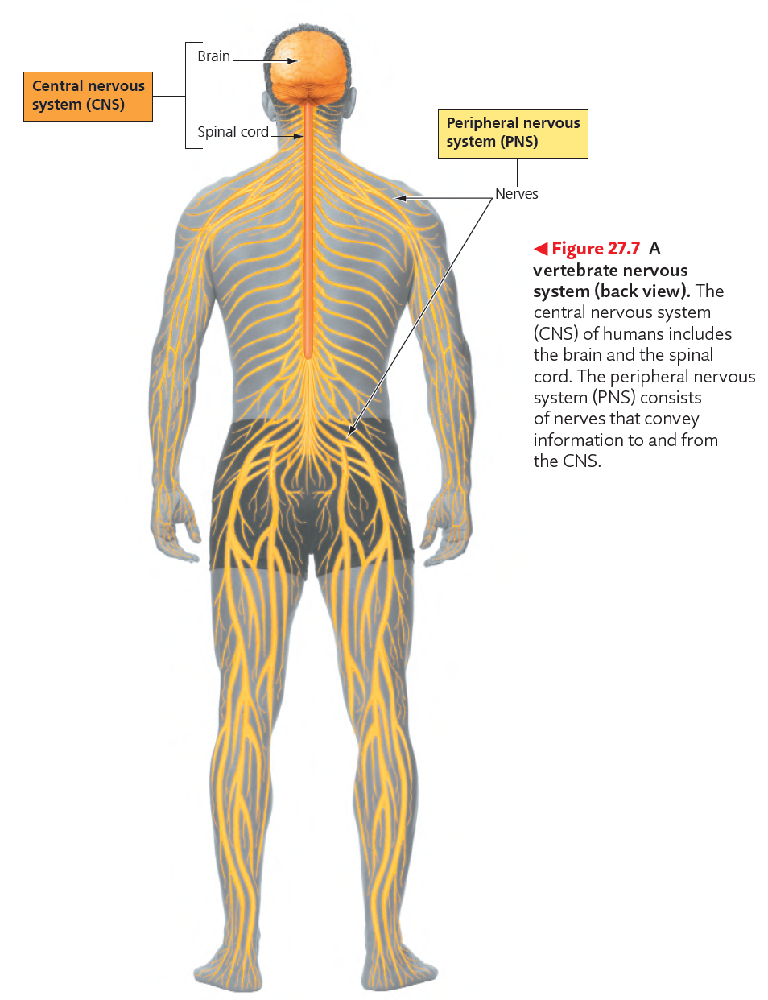 Brain
Central nervous
system (CNS)
Spinal cord
Peripheral nervous
system (PNS)
Nerves
◀ Figure 27.7 A
vertebrate nervous
system (back view). The
central nervous system
(CNS) of humans includes
the brain and the spinal
cord. The peripheral nervous
system (PNS) consists
of nerves that convey
information to and from
the CNS.